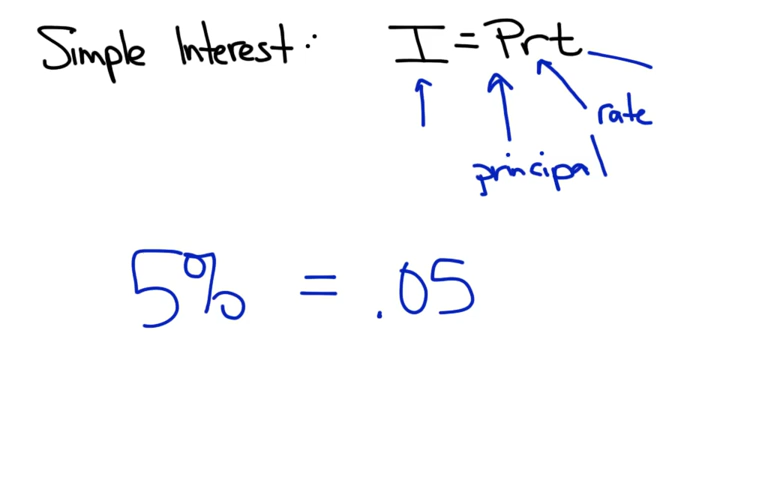 Simple Interest: I = Prt
rate
principal
5% = .05